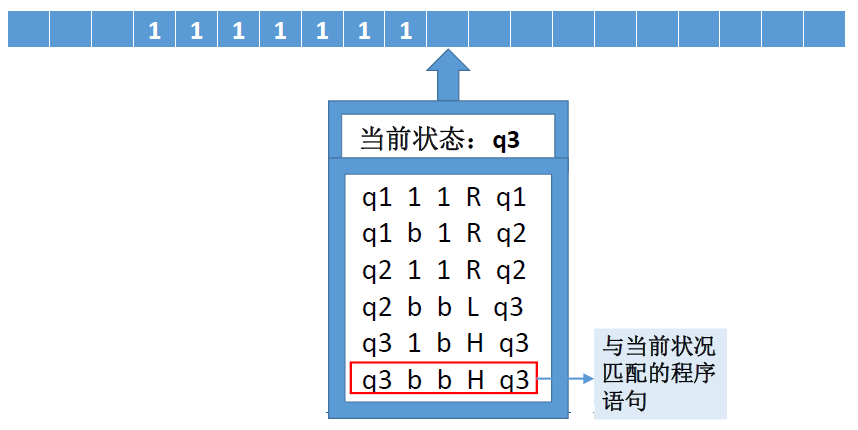 1 1 1 1 1 1 1
当前状态：q3
q1 1 1 R q1
q1 b 1 R q2
q2 1 1 R q2
q2 b b L q3
q3 1 b H q3
q3 b b H q3
与当前状况
匹配的程序
语句